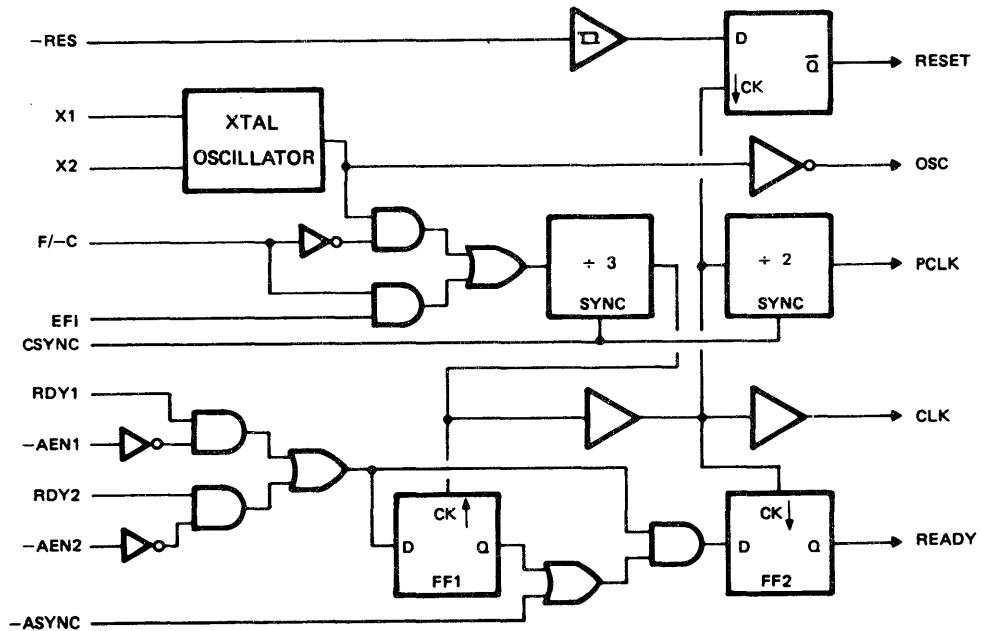 -RES
D
Q̅
CK
RESET
X1
X2
XTAL
OSCILLATOR
OSC
F/-C
EFI
CSYNC
÷ 3
SYNC
÷ 2
SYNC
PCLK
RDY1
-AEN1
RDY2
-AEN2
CLK
CK
D
Q
FF1
CK
D
Q
FF2
READY
-ASYNC